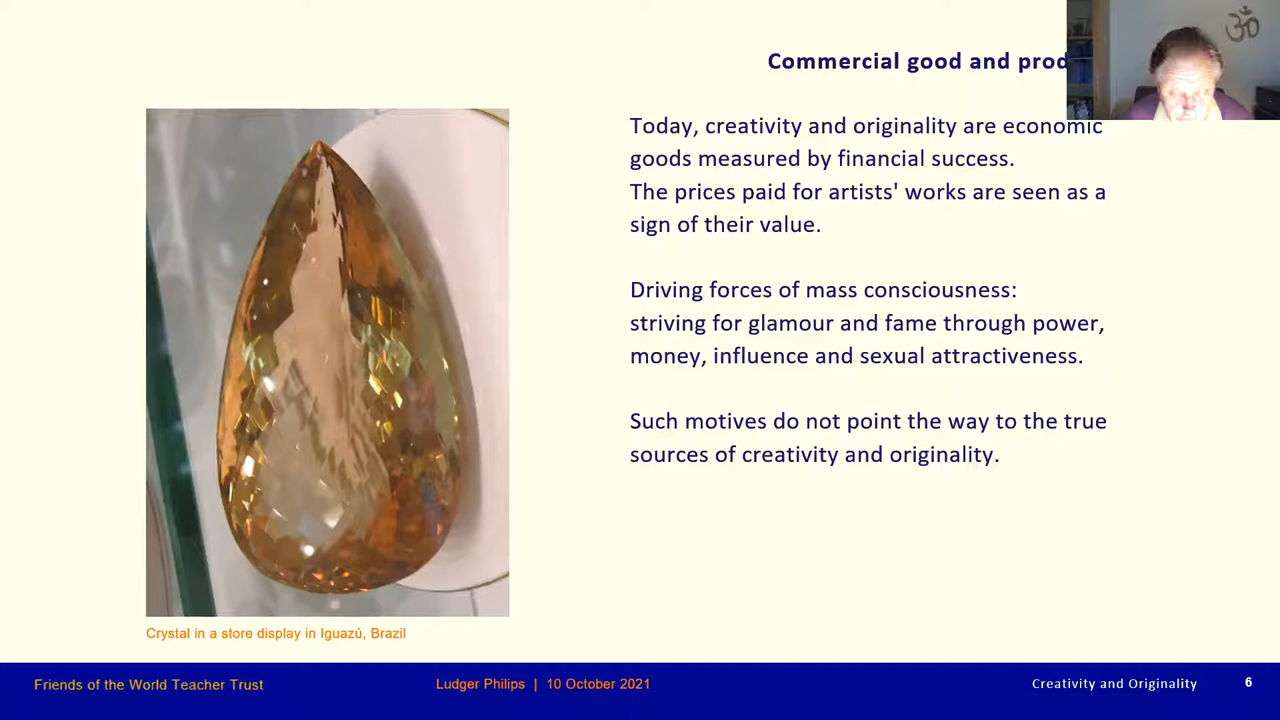 Commercial good and prod
Today, creativity and originality are economic
goods measured by financial success.
The prices paid for artists' works are seen as a
sign of their value.
Driving forces of mass consciousness:
striving for glamour and fame through power,
money, influence and sexual attractiveness.
Such motives do not point the way to the true
sources of creativity and originality.
Crystal in a store display in Iguazú, Brazil
Friends of the World Teacher Trust
Ludger Philips | 10 October 2021
Creativity and Originality
6
ॐ